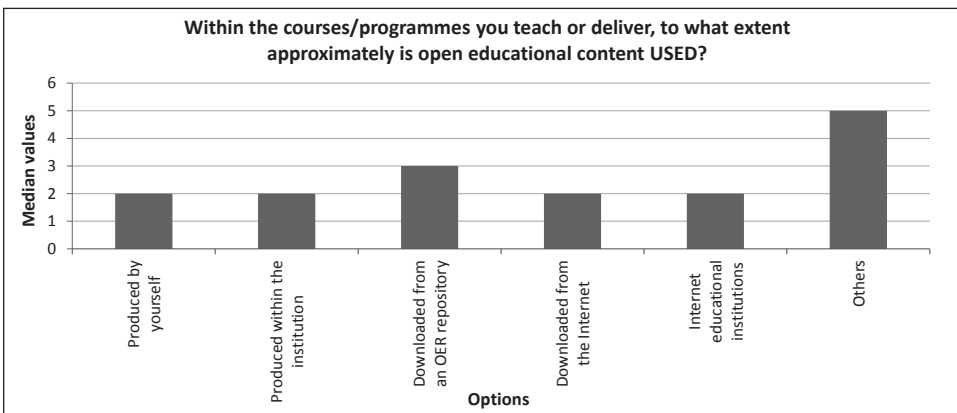 Within the courses/programmes you teach or deliver, to what extent
approximately is open educational content USED?
Median values
6
5
4
3
2
1
0
Produced by
yourself
Produced within the
institution
Downloaded from
an OER repository
Downloaded from
the Internet
Internet
educational
institutions
Others
Options